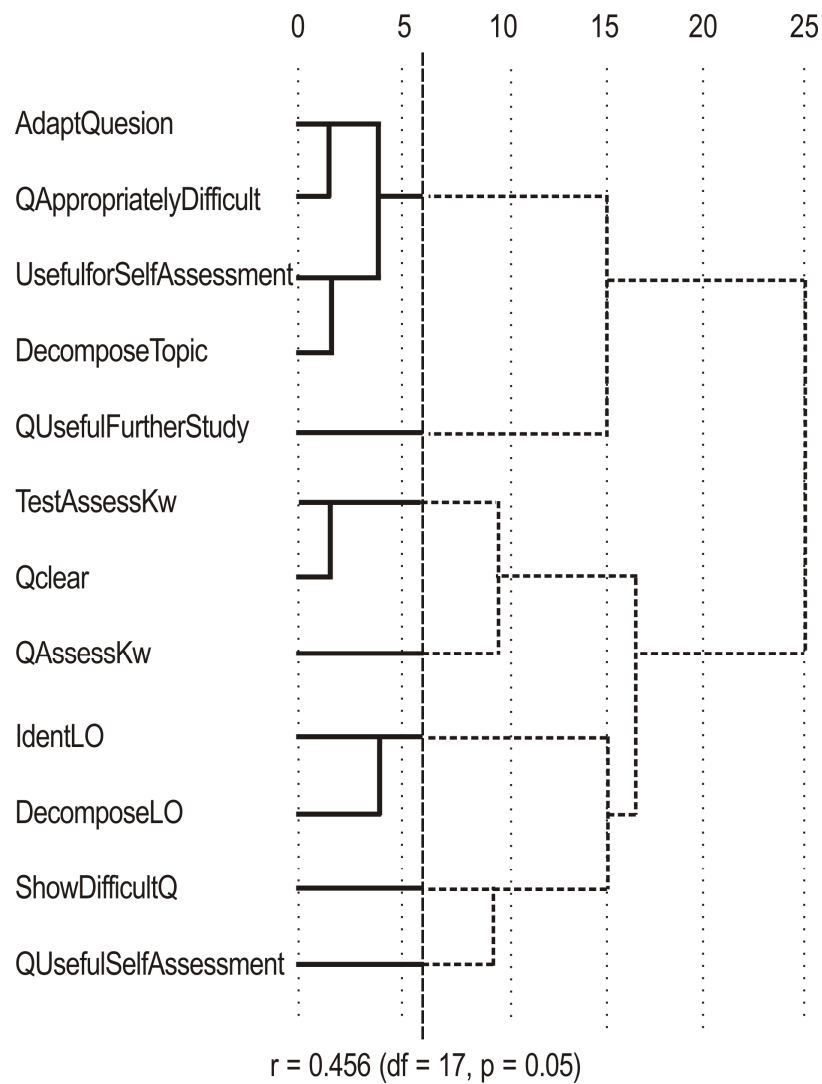 0 5 10 15 20 25
AdaptQuesion
QAppropriatelyDifficult
UsefulforSelfAssessment
DecomposeTopic
QUsefulFurtherStudy
TestAssessKw
Qclear
QAssessKw
IdentLO
DecomposeLO
ShowDifficultQ
QUsefulSelfAssessment
r = 0.456 (df = 17, p = 0.05)